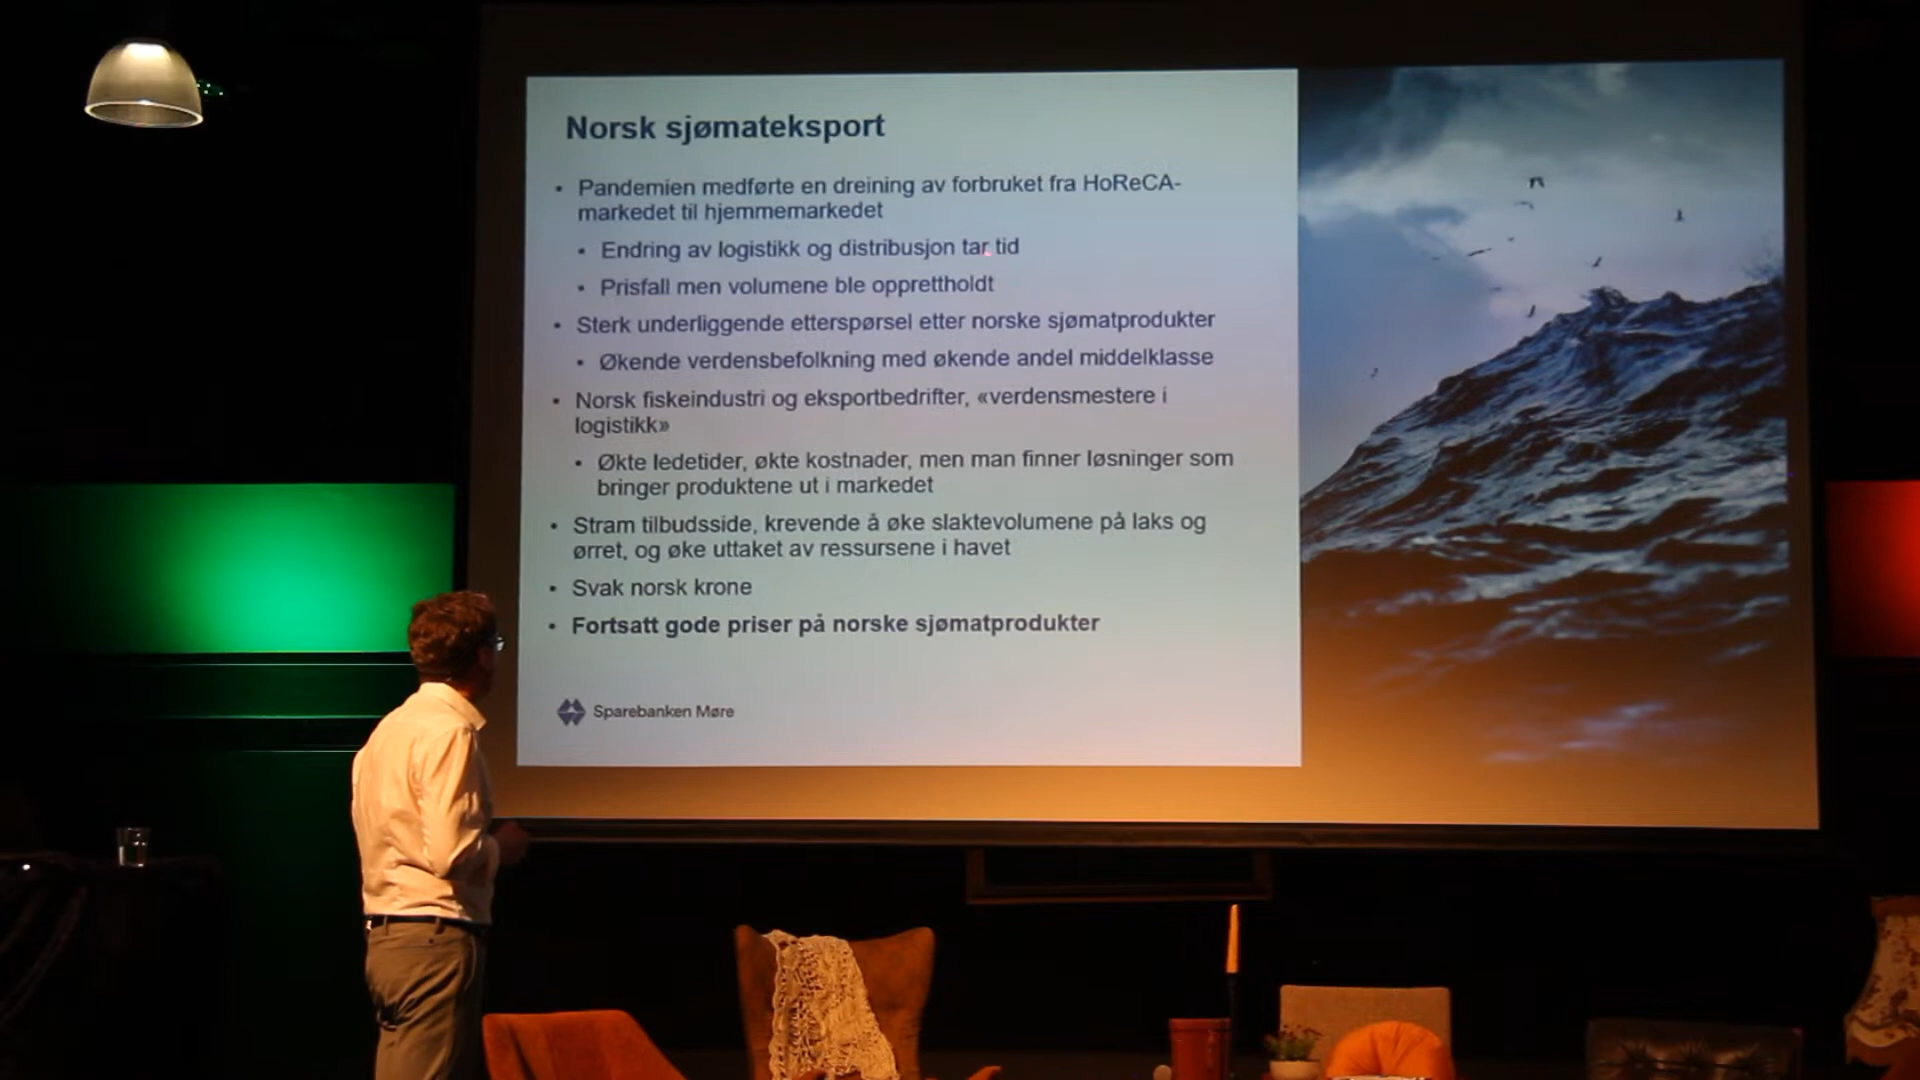 Norsk sjømateksport
• Pandemien medførte en dreining av forbruket fra HoReCA-
markedet til hjemmemarkedet
• Endring av logistikk og distribusjon tar tid
• Prisfall men volumene ble opprettholdt
• Sterk underliggende etterspørsel etter norske sjømatprodukter
• Økende verdensbefolkning med økende andel middelklasse
• Norsk fiskeindustri og eksportbedrifter, «verdensmestere i
logistikk»
• Økte ledetider, økte kostnader, men man finner løsninger som
bringer produktene ut i markedet
• Stram tilbudsside, krevende å øke slaktevolumene på laks og
ørret, og øke uttaket av ressursene i havet
• Svak norsk krone
• Fortsatt gode priser på norske sjømatprodukter
Sparebanken Møre